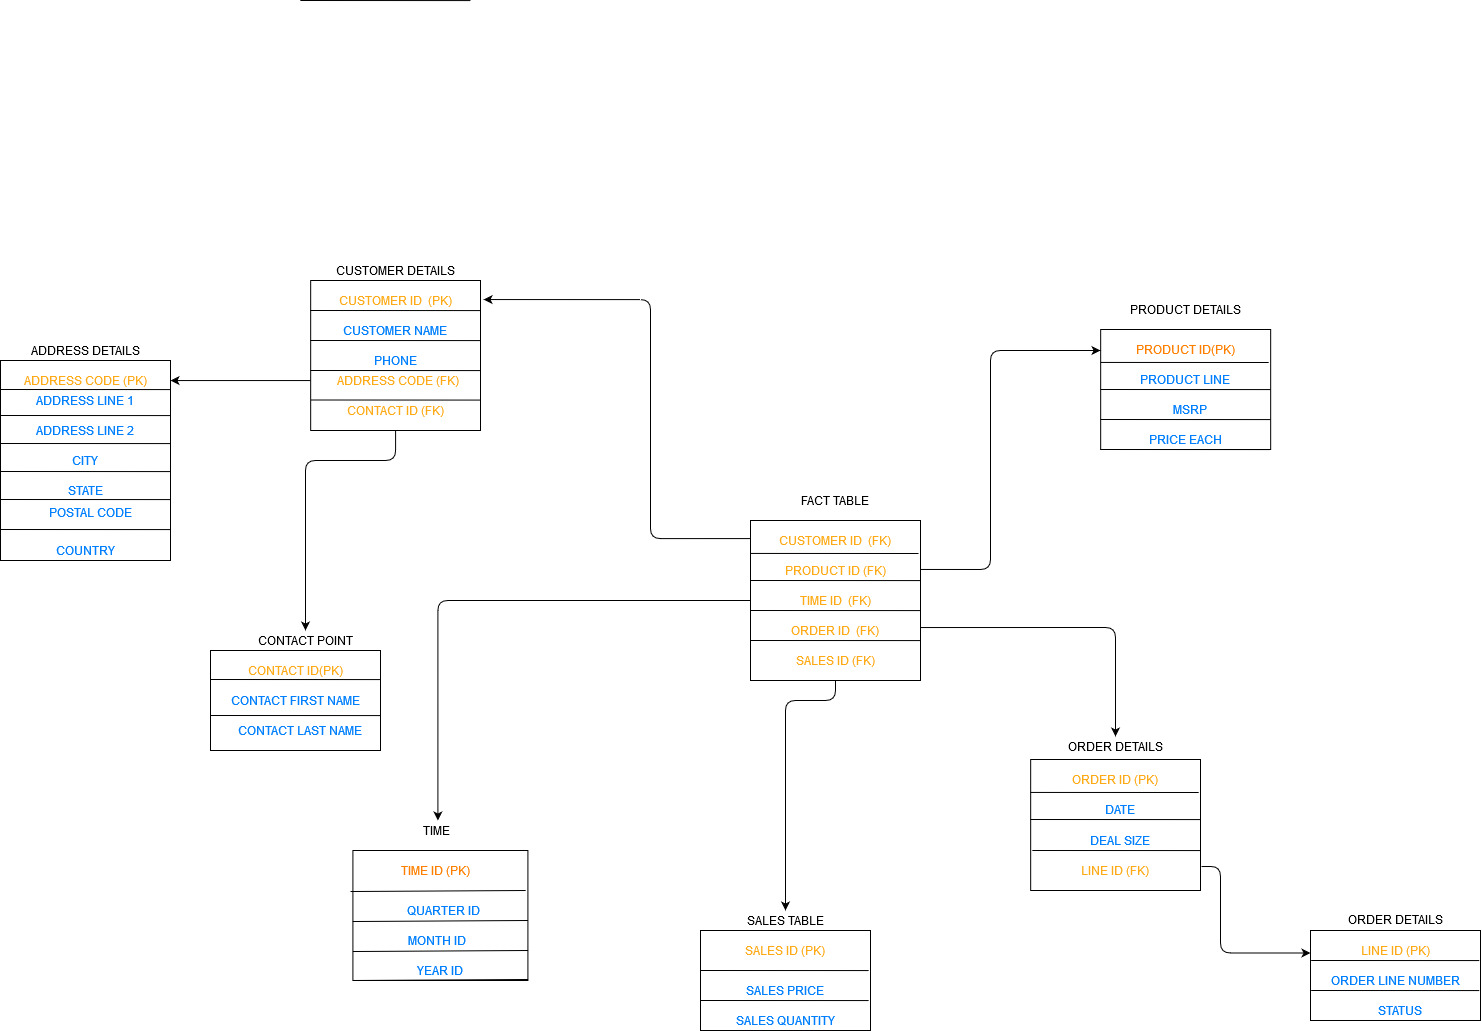 CUSTOMER DETAILS
CUSTOMER ID (PK)
CUSTOMER NAME
PHONE
ADDRESS CODE (FK)
CONTACT ID (FK)
ADDRESS DETAILS
ADDRESS CODE (PK)
ADDRESS LINE 1
ADDRESS LINE 2
CITY
STATE
POSTAL CODE
COUNTRY
PRODUCT DETAILS
PRODUCT ID(PK)
PRODUCT LINE
MSRP
PRICE EACH
FACT TABLE
CUSTOMER ID (FK)
PRODUCT ID (FK)
TIME ID (FK)
ORDER ID (FK)
SALES ID (FK)
CONTACT POINT
CONTACT ID(PK)
CONTACT FIRST NAME
CONTACT LAST NAME
TIME
TIME ID (PK)
QUARTER ID
MONTH ID
YEAR ID
SALES TABLE
SALES ID (PK)
SALES PRICE
SALES QUANTITY
ORDER DETAILS
ORDER ID (PK)
DATE
DEAL SIZE
LINE ID (FK)
ORDER DETAILS
LINE ID (PK)
ORDER LINE NUMBER
STATUS